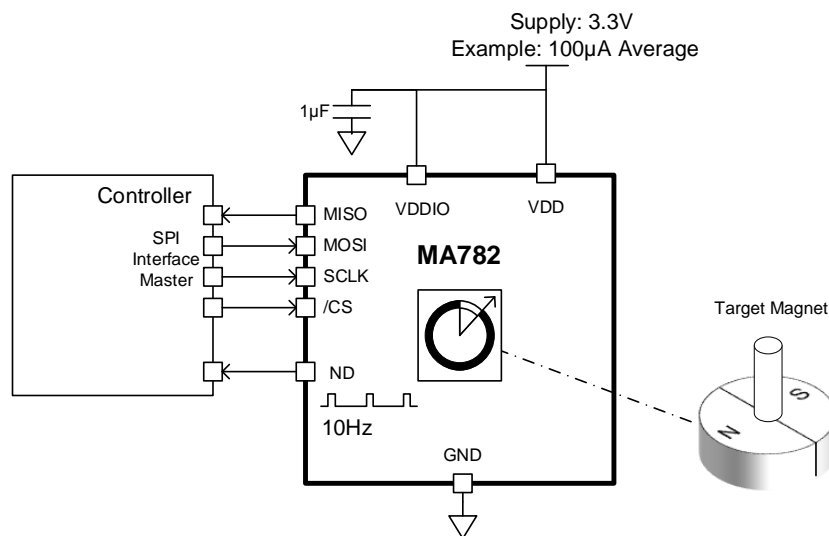 Supply: 3.3V
Example: 100µA Average
1µF
Controller
SPI
Interface
Master
VDDIO
VDD
MISO
MOSI
SCLK
/CS
ND
10Hz
MA782
GND
Target Magnet
S
N